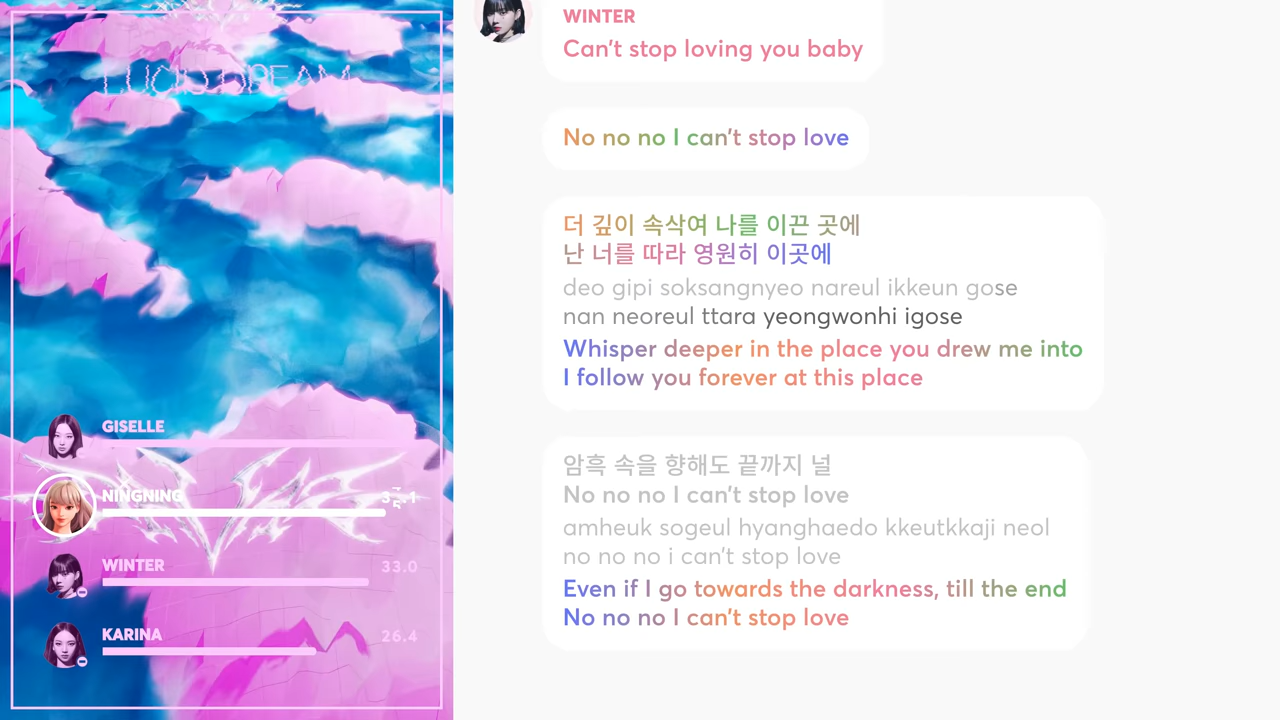 LUCID DREAM
GISELLE
NINGNING
WINTER
33.0
KARINA
26.4
WINTER
Can't stop loving you baby
No no no I can't stop love
더 깊이 속삭여 나를 이끈 곳에
난 너를 따라 영원히 이곳에
deo gipi soksangnyeo nareul ikkeun gose
nan neoreul ttara yeongwonhi igose
Whisper deeper in the place you drew me into
I follow you forever at this place
암흑 속을 향해도 끝까지 널
No no no I can't stop love
amheuk sogeul hyanghaedo kkeutkkaji neol
no no no i can't stop love
Even if I go towards the darkness, till the end
No no no I can't stop love